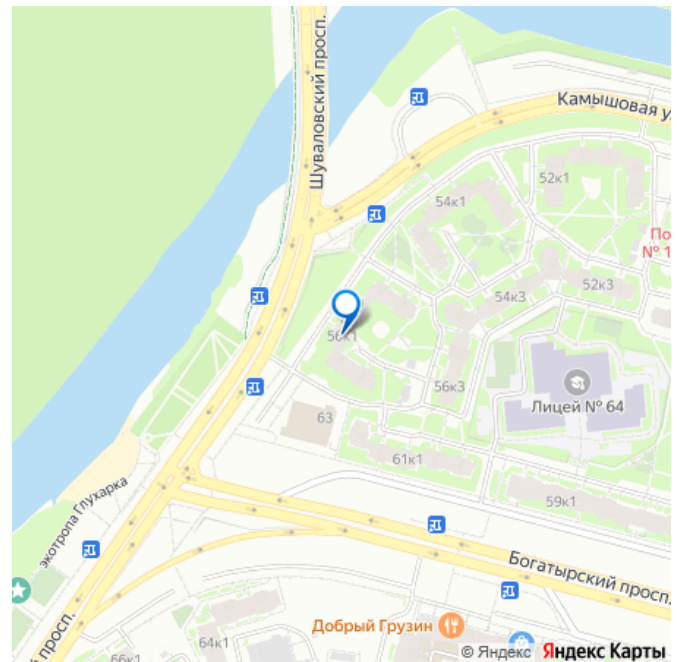 Шуваловский просп.
Камышовая у
52к1
54к1
По
№ 1
52к3
54к3
56к1
56к3
Лицей № 64
63
61к1
59к1
экотропа Глухарка
Богатырский просп.
й просп.
Добрый Грузин
64к1
66к1
© Яндекс Яндекс Карты